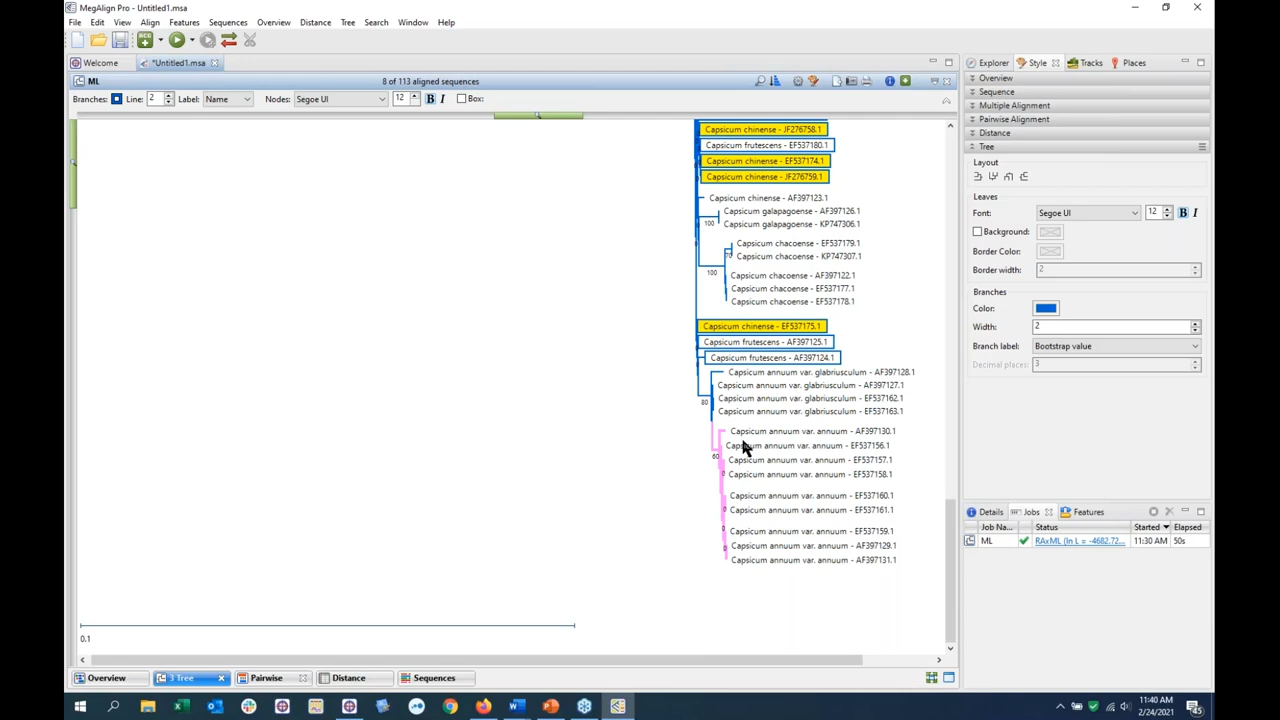 MegAlign Pro - Untitled1.msa
File Edit View Align Features Sequences Overview Distance Tree Search Window Help
Welcome *Untitled1.msa
ML 8 of 113 aligned sequences
Branches: Line: 2 Label: Name Nodes: Segoe UI 12 B I Box:
Capsicum chinense - JF276758.1
Capsicum frutescens - EF537180.1
Capsicum chinense - EF537174.1
Capsicum chinense - JF276759.1
Capsicum chinense - AF397123.1
Capsicum galapagoense - AF397126.1
100
Capsicum galapagoense - KP747306.1
Capsicum chacoense - EF537179.1
Capsicum chacoense - KP747307.1
100
Capsicum chacoense - AF397122.1
Capsicum chacoense - EF537177.1
Capsicum chacoense - EF537178.1
Capsicum chinense - EF537175.1
Capsicum frutescens - AF397125.1
Capsicum frutescens - AF397124.1
Capsicum annuum var. glabriusculum - AF397128.1
Capsicum annuum var. glabriusculum - AF397127.1
80
Capsicum annuum var. glabriusculum - EF537162.1
Capsicum annuum var. glabriusculum - EF537163.1
Capsicum annuum var. annuum - AF397130.1
Capsicum annuum var. annuum - EF537156.1
60
Capsicum annuum var. annuum - EF537157.1
Capsicum annuum var. annuum - EF537158.1
Capsicum annuum var. annuum - EF537160.1
Capsicum annuum var. annuum - EF537161.1
Capsicum annuum var. annuum - EF537159.1
Capsicum annuum var. annuum - AF397129.1
Capsicum annuum var. annuum - AF397131.1
0.1
Overview 3 Tree Pairwise Distance Sequences
Explorer Style Tracks Places
Overview
Sequence
Multiple Alignment
Pairwise Alignment
Distance
Tree
Layout
Leaves
Font: Segoe UI 12 B I
Background:
Border Color:
Border width: 2
Branches
Color:
Width: 2
Branch label: Bootstrap value
Decimal places: 3
Details Jobs Features
Job Na... Status Started Elapsed
ML RAxML (ln L = -4682.72... 11:30 AM 50s
11:40 AM
2/24/2021
45